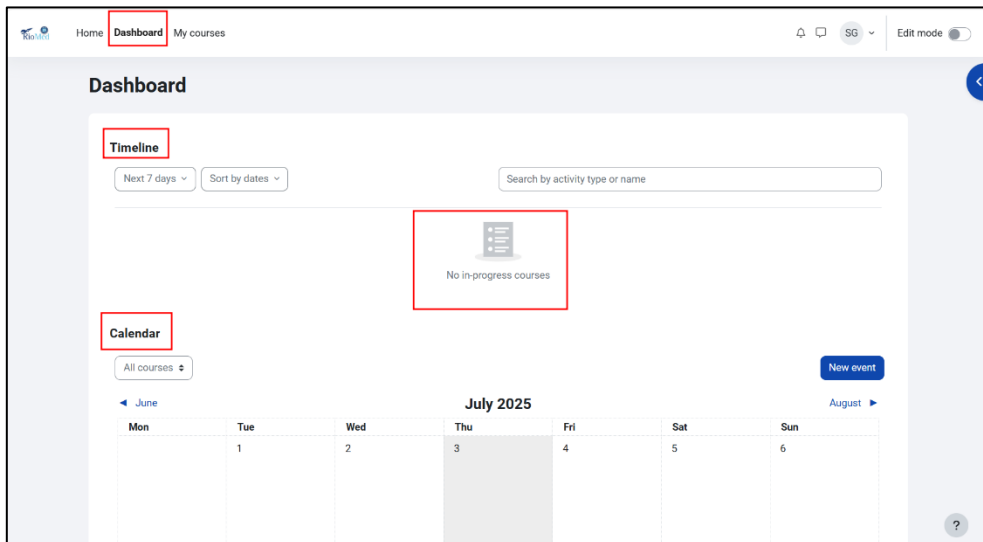 RioMed
Home Dashboard My courses SG Edit mode
Dashboard
Timeline
Next 7 days Sort by dates Search by activity type or name
No in-progress courses
Calendar
All courses New event
June July 2025 August
Mon Tue Wed Thu Fri Sat Sun
1 2 3 4 5 6
?